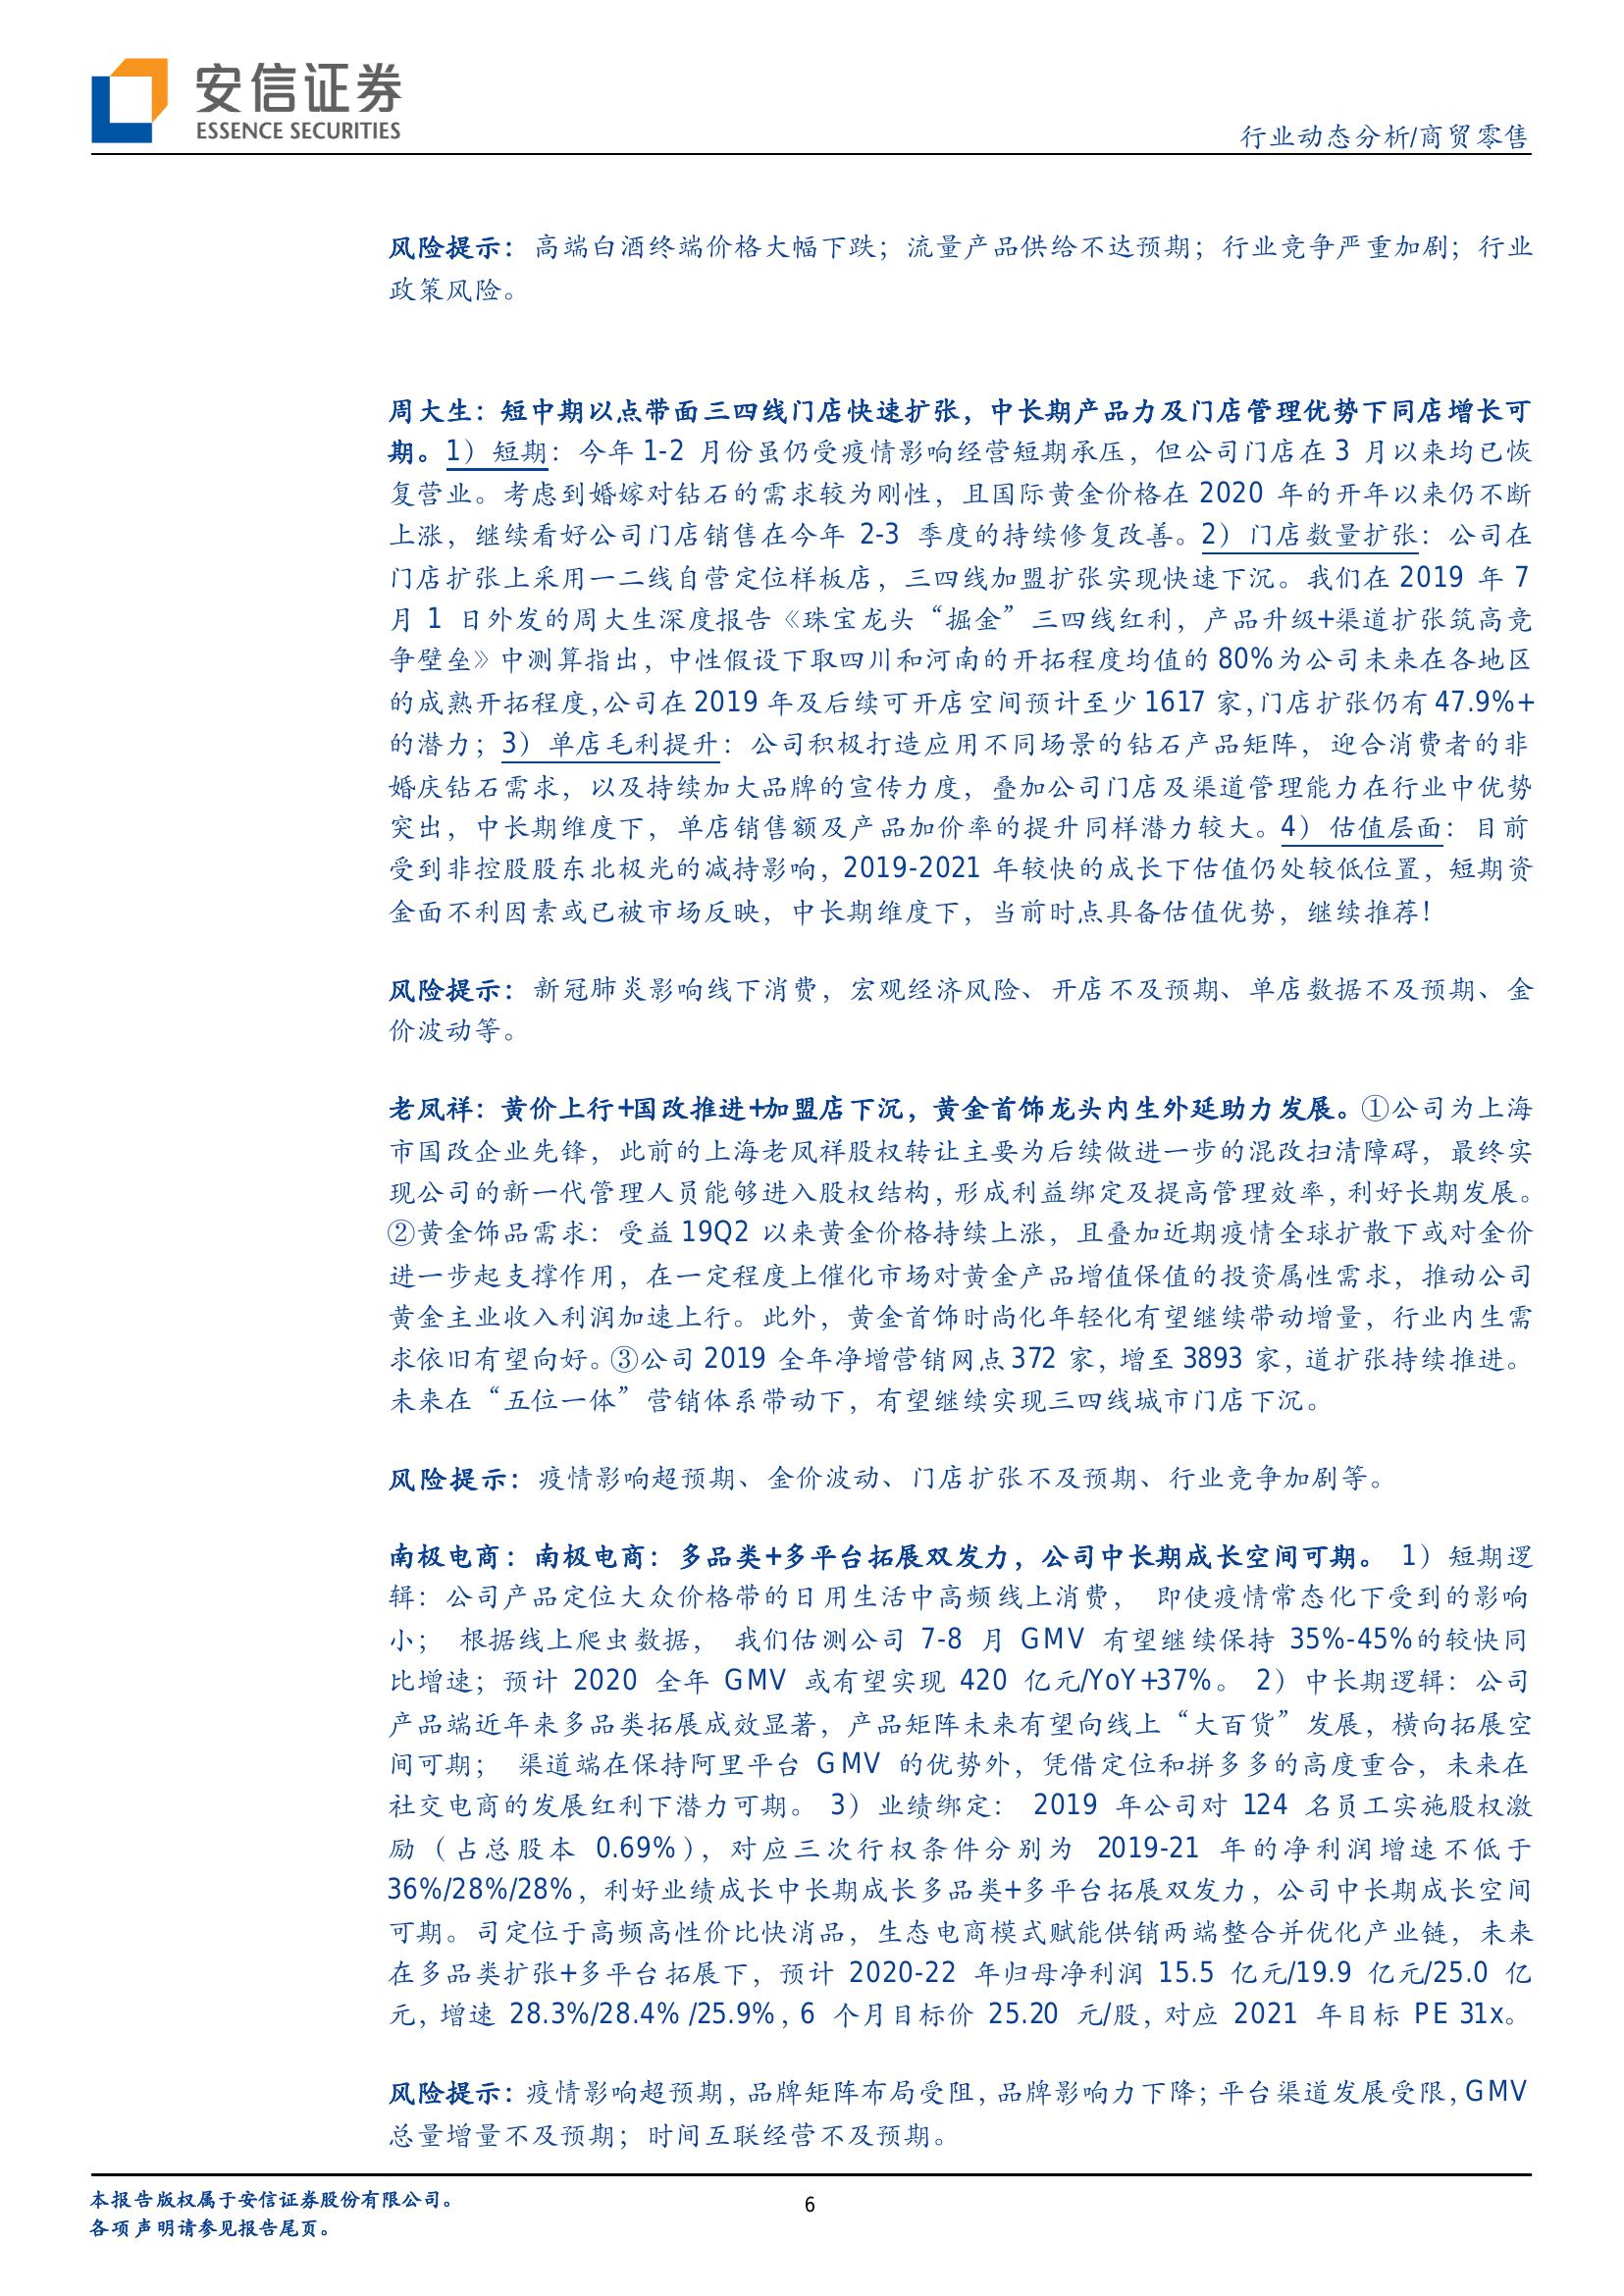 安信证券
ESSENCE SECURITIES
行业动态分析/商贸零售
风险提示：高端白酒终端价格大幅下跌；流量产品供给不达预期；行业竞争严重加剧；行业
政策风险。
周大生：短中期以点带面三四线门店快速扩张，中长期产品力及门店管理优势下同店增长可
期。1）短期：今年 1-2 月份虽仍受疫情影响经营短期承压，但公司门店在 3 月以来均已恢
复营业。考虑到婚嫁对钻石的需求较为刚性，且国际黄金价格在 2020 年的开年以来仍不断
上涨，继续看好公司门店销售在今年 2-3 季度的持续修复改善。2）门店数量扩张：公司在
门店扩张上采用一二线自营定位样板店，三四线加盟扩张实现快速下沉。我们在 2019 年 7
月 1 日外发的周大生深度报告《珠宝龙头“掘金”三四线红利，产品升级+渠道扩张筑高竞
争壁垒》中测算指出，中性假设下取四川和河南的开拓程度均值的 80%为公司未来在各地区
的成熟开拓程度，公司在 2019 年及后续可开店空间预计至少 1617 家，门店扩张仍有 47.9%+
的潜力；3）单店毛利提升：公司积极打造应用不同场景的钻石产品矩阵，迎合消费者的非
婚庆钻石需求，以及持续加大品牌的宣传力度，叠加公司门店及渠道管理能力在行业中优势
突出，中长期维度下，单店销售额及产品加价率的提升同样潜力较大。4）估值层面：目前
受到非控股股东北极光的减持影响，2019-2021 年较快的成长下估值仍处较低位置，短期资
金面不利因素或已被市场反映，中长期维度下，当前时点具备估值优势，继续推荐！
风险提示：新冠肺炎影响线下消费，宏观经济风险、开店不及预期、单店数据不及预期、金
价波动等。
老凤祥：黄价上行+国改推进+加盟店下沉，黄金首饰龙头内生外延助力发展。①公司为上海
市国改企业先锋，此前的上海老凤祥股权转让主要为后续做进一步的混改扫清障碍，最终实
现公司的新一代管理人员能够进入股权结构，形成利益绑定及提高管理效率，利好长期发展。
②黄金饰品需求：受益 19Q2 以来黄金价格持续上涨，且叠加近期疫情全球扩散下或对金价
进一步起支撑作用，在一定程度上催化市场对黄金产品增值保值的投资属性需求，推动公司
黄金主业收入利润加速上行。此外，黄金首饰时尚化年轻化有望继续带动增量，行业内生需
求依旧有望向好。③公司 2019 全年净增营销网点 372 家，增至 3893 家，道扩张持续推进。
未来在“五位一体”营销体系带动下，有望继续实现三四线城市门店下沉。
风险提示：疫情影响超预期、金价波动、门店扩张不及预期、行业竞争加剧等。
南极电商：南极电商：多品类+多平台拓展双发力，公司中长期成长空间可期。 1）短期逻
辑：公司产品定位大众价格带的日用生活中高频线上消费， 即使疫情常态化下受到的影响
小； 根据线上爬虫数据， 我们估测公司 7-8 月 GMV 有望继续保持 35%-45%的较快同
比增速；预计 2020 全年 GMV 或有望实现 420 亿元/YoY+37%。 2）中长期逻辑：公司
产品端近年来多品类拓展成效显著，产品矩阵未来有望向线上“大百货”发展，横向拓展空
间可期； 渠道端在保持阿里平台 GMV 的优势外，凭借定位和拼多多的高度重合，未来在
社交电商的发展红利下潜力可期。 3）业绩绑定： 2019 年公司对 124 名员工实施股权激
励（占总股本 0.69%），对应三次行权条件分别为 2019-21 年的净利润增速不低于
36%/28%/28%，利好业绩成长中长期成长多品类+多平台拓展双发力，公司中长期成长空间
可期。司定位于高频高性价比快消品，生态电商模式赋能供销两端整合并优化产业链，未来
在多品类扩张+多平台拓展下，预计 2020-22 年归母净利润 15.5 亿元/19.9 亿元/25.0 亿
元，增速 28.3%/28.4% /25.9%，6 个月目标价 25.20 元/股，对应 2021 年目标 PE 31x。
风险提示：疫情影响超预期，品牌矩阵布局受阻，品牌影响力下降；平台渠道发展受限，GMV
总量增量不及预期；时间互联经营不及预期。
本报告版权属于安信证券股份有限公司。
6
各项声明请参见报告尾页。